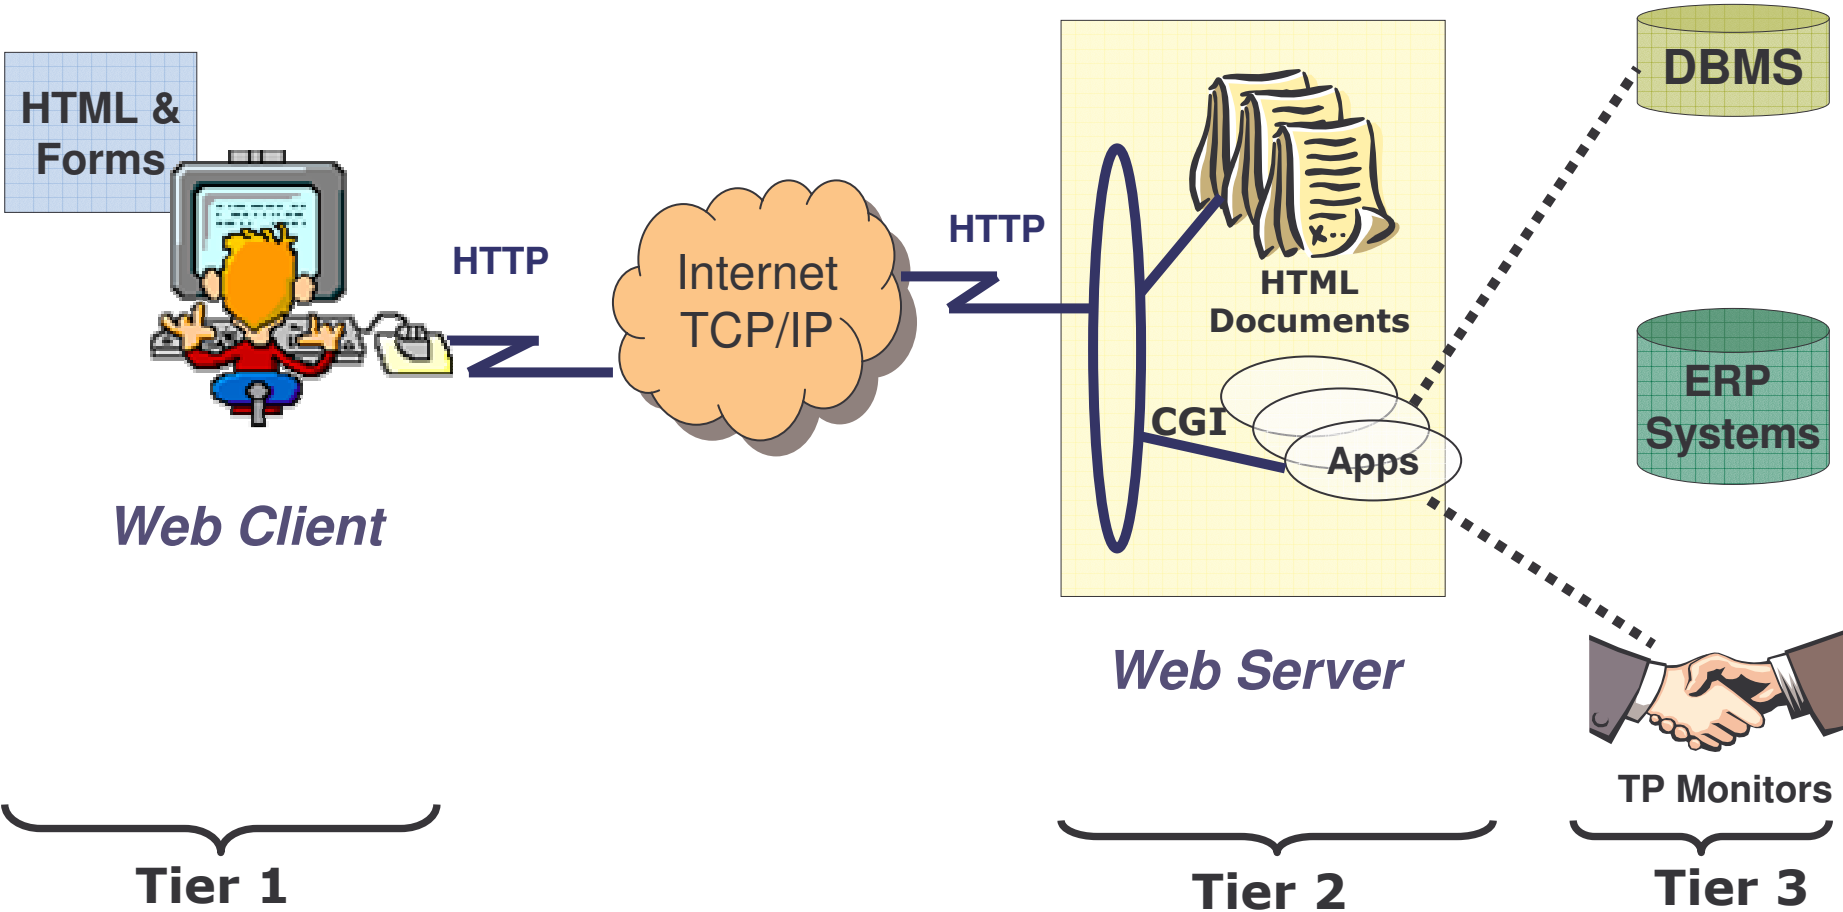 HTML &
Forms
HTTP
Internet
TCP/IP
HTTP
HTML
Documents
CGI
Apps
DBMS
ERP
Systems
TP Monitors
Web Client
Web Server
Tier 1
Tier 2
Tier 3